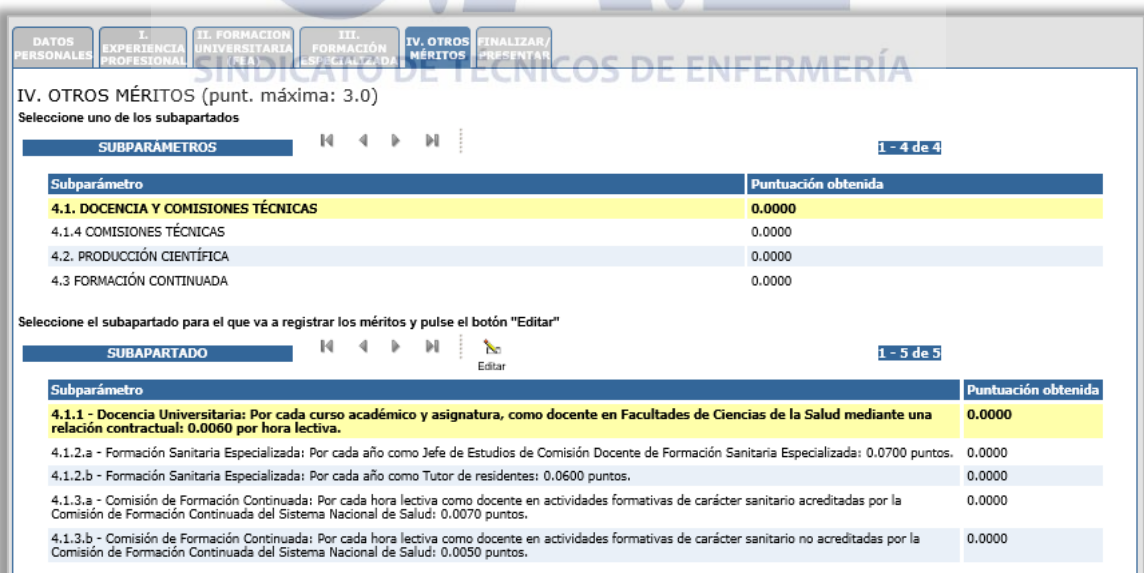 DATOS PERSONALES
I. EXPERIENCIA PROFESIONAL
II. FORMACION UNIVERSITARIA (FEA)
III. FORMACIÓN ESPECIALIZADA
IV. OTROS MÉRITOS
FINALIZAR/ PRESENTAR
SINDICATO DE TÉCNICOS DE ENFERMERÍA
IV. OTROS MÉRITOS (punt. máxima: 3.0)
Seleccione uno de los subapartados
SUBPARÁMETROS 1 - 4 de 4
Subparámetro Puntuación obtenida
4.1. DOCENCIA Y COMISIONES TÉCNICAS 0.0000
4.1.4 COMISIONES TÉCNICAS 0.0000
4.2. PRODUCCIÓN CIENTÍFICA 0.0000
4.3 FORMACIÓN CONTINUADA 0.0000
Seleccione el subapartado para el que va a registrar los méritos y pulse el botón "Editar"
SUBAPARTADO Editar 1 - 5 de 5
Subparámetro Puntuación obtenida
4.1.1 - Docencia Universitaria: Por cada curso académico y asignatura, como docente en Facultades de Ciencias de la Salud mediante una 0.0000
relación contractual: 0.0060 por hora lectiva.
4.1.2.a - Formación Sanitaria Especializada: Por cada año como Jefe de Estudios de Comisión Docente de Formación Sanitaria Especializada: 0.0700 puntos. 0.0000
4.1.2.b - Formación Sanitaria Especializada: Por cada año como Tutor de residentes: 0.0600 puntos. 0.0000
4.1.3.a - Comisión de Formación Continuada: Por cada hora lectiva como docente en actividades formativas de carácter sanitario acreditadas por la 0.0000
Comisión de Formación Continuada del Sistema Nacional de Salud: 0.0070 puntos.
4.1.3.b - Comisión de Formación Continuada: Por cada hora lectiva como docente en actividades formativas de carácter sanitario no acreditadas por la 0.0000
Comisión de Formación Continuada del Sistema Nacional de Salud: 0.0050 puntos.